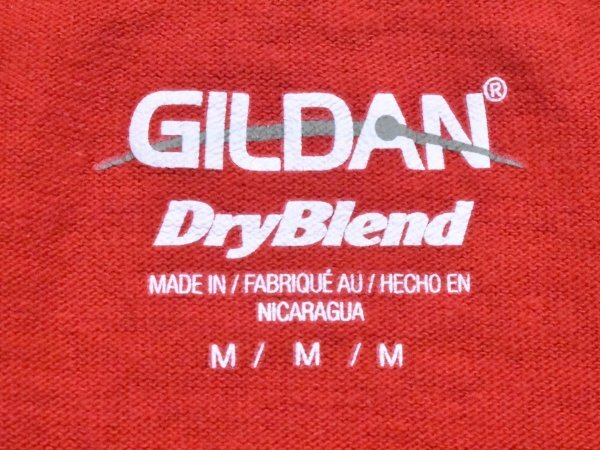 GILDAN®
DryBlend
MADE IN / FABRIQUÉ AU / HECHO EN
NICARAGUA
M / M / M